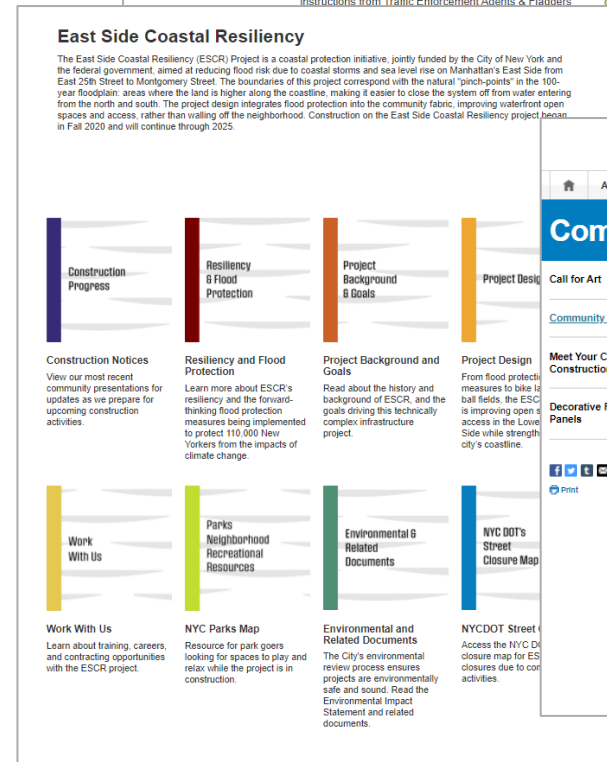 Instructions from Traffic Enforcement Agents & Fladders
East Side Coastal Resiliency
The East Side Coastal Resiliency (ESCR) Project is a coastal protection initiative, jointly funded by the City of New York and
the federal government, aimed at reducing flood risk due to coastal storms and sea level rise on Manhattan's East Side from
East 25th Street to Montgomery Street. The boundaries of this project correspond with the natural "pinch-points" in the 100-
year floodplain: areas where the land is higher along the coastline, making it easier to close the system off from water entering
from the north and south. The project design integrates flood protection into the community fabric, improving waterfront open
spaces and access, rather than walling off the neighborhood. Construction on the East Side Coastal Resiliency project began
in Fall 2020 and will continue through 2025.
Construction
Progress
Resiliency
& Flood
Protection
Project
Background
& Goals
Project Desig
Construction Notices
View our most recent
community presentations for
updates as we prepare for
upcoming construction
activities.
Resiliency and Flood
Protection
Learn more about ESCR's
resiliency and the forward-
thinking flood protection
measures being implemented
to protect 110,000 New
Yorkers from the impacts of
climate change.
Project Background and
Goals
Read about the history and
background of ESCR, and the
goals driving this technically
complex infrastructure
project.
Project Design
From flood protecti
measures to bike la
ball fields, the ESC
is improving open s
access in the Lowe
Side while strength
city's coastline.
Work
With Us
Parks
Neighborhood
Recreational
Resources
Environmental &
Related
Documents
NYC DOT's
Street
Closure Map
Work With Us
Learn about training, careers,
and contracting opportunities
with the ESCR project.
NYC Parks Map
Resource for park goers
looking for spaces to play and
relax while the project is in
construction.
Environmental and
Related Documents
The City's environmental
review process ensures
projects are environmentally
safe and sound. Read the
Environmental Impact
Statement and related
documents.
NYCDOT Street
Access the NYC DO
closure map for ES
closures due to con
activities.
A
Com
Call for Art
Community
Meet Your C
Construction
Decorative F
Panels
Print